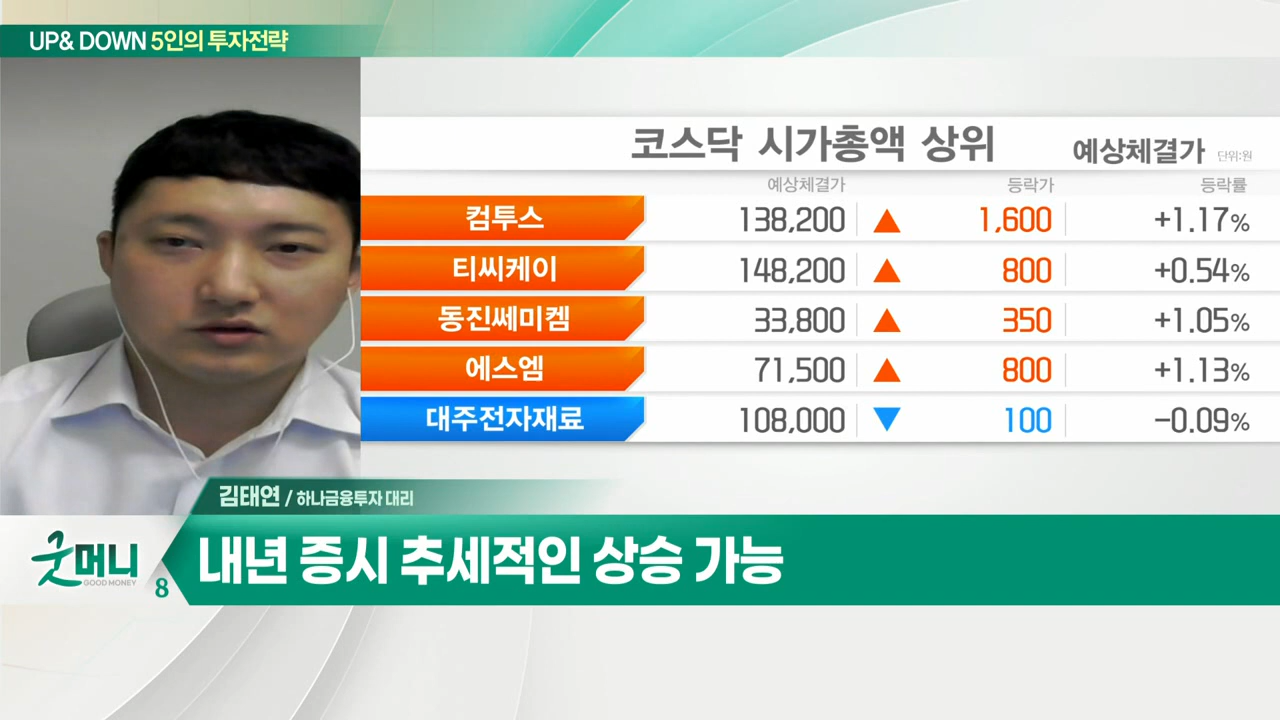 UP& DOWN 5인의 투자전략
코스닥 시가총액 상위 예상체결가 단위:원
예상체결가 등락가 등락률
컴투스 138,200 ▲ 1,600 +1.17%
티씨케이 148,200 ▲ 800 +0.54%
동진쎄미켐 33,800 ▲ 350 +1.05%
에스엠 71,500 ▲ 800 +1.13%
대주전자재료 108,000 ▼ 100 -0.09%
김태연 / 하나금융투자 대리
굿머니
GOOD MONEY
8
내년 증시 추세적인 상승 가능